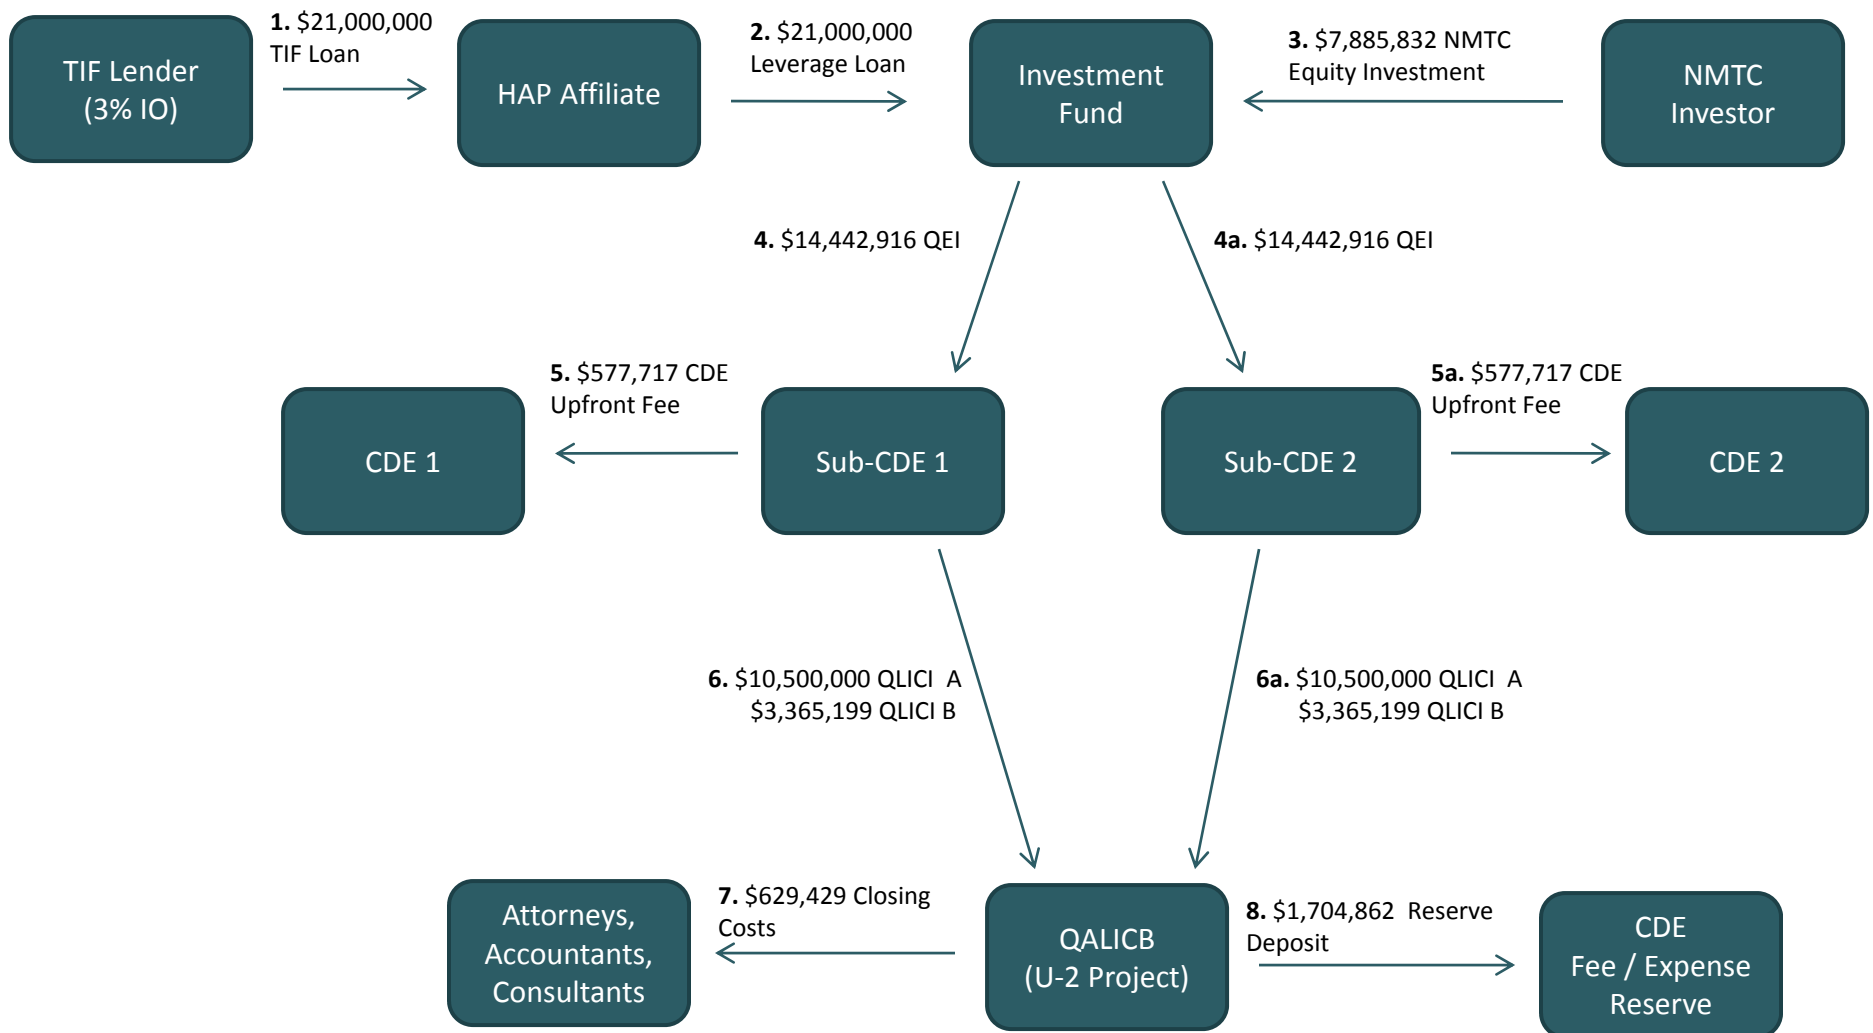 TIF Lender
(3% IO)
1. $21,000,000
TIF Loan
HAP Affiliate
2. $21,000,000
Leverage Loan
Investment
Fund
3. $7,885,832 NMTC
Equity Investment
NMTC
Investor
4. $14,442,916 QEI
4a. $14,442,916 QEI
CDE 1
5. $577,717 CDE
Upfront Fee
Sub-CDE 1
Sub-CDE 2
5a. $577,717 CDE
Upfront Fee
CDE 2
6. $10,500,000 QLICI A
$3,365,199 QLICI B
6a. $10,500,000 QLICI A
$3,365,199 QLICI B
Attorneys,
Accountants,
Consultants
7. $629,429 Closing
Costs
QALICB
(U-2 Project)
8. $1,704,862 Reserve
Deposit
CDE
Fee / Expense
Reserve